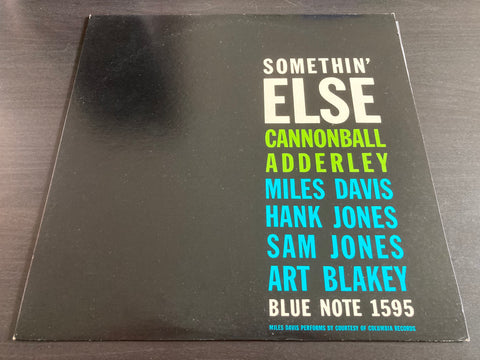 SOMETHIN'
ELSE
CANNONBALL
ADDERLEY
MILES DAVIS
HANK JONES
SAM JONES
ART BLAKEY
BLUE NOTE 1595
MILES DAVIS PERFORMS BY COURTESY OF COLUMBIA RECORDS